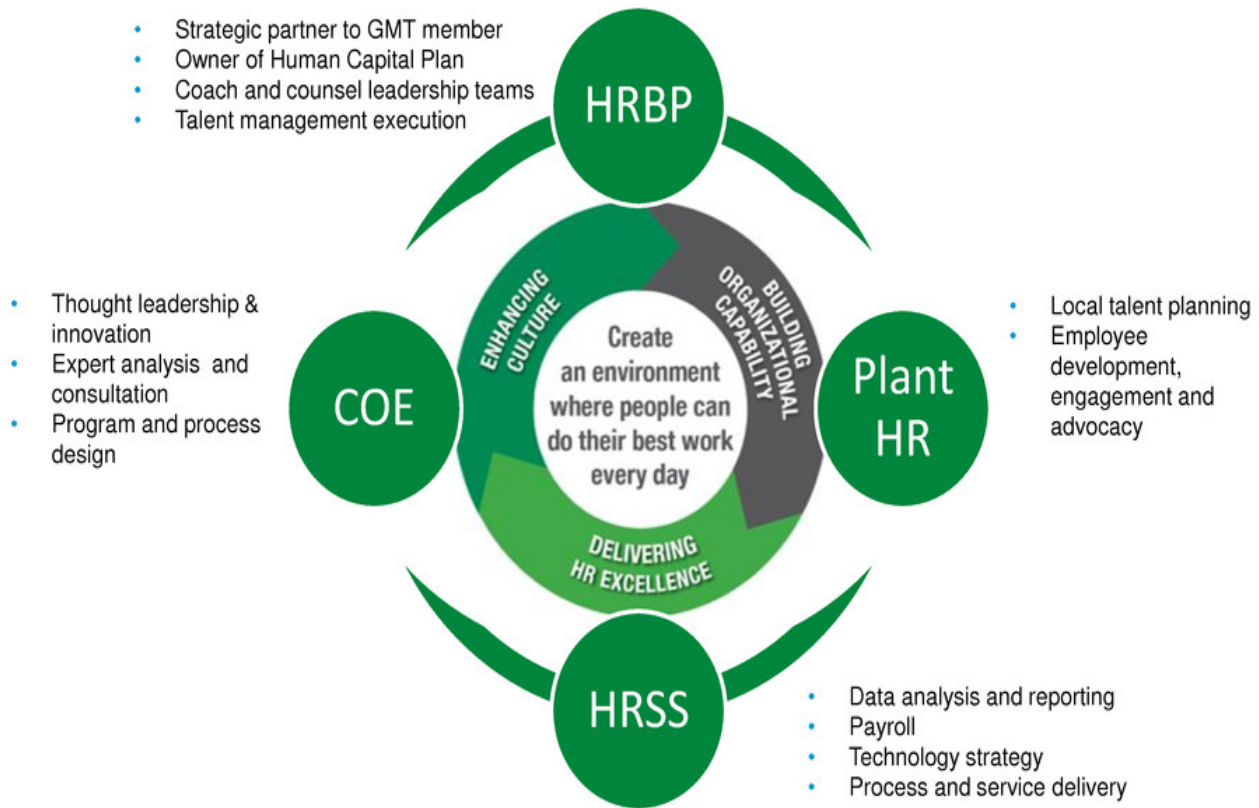 • Strategic partner to GMT member
• Owner of Human Capital Plan
• Coach and counsel leadership teams
• Talent management execution
HRBP
• Thought leadership &
innovation
• Expert analysis and
consultation
• Program and process
design
COE
ENHANCING
CULTURE
BUILDING
ORGANIZATIONAL
CAPABILITY
Create
an environment
where people can
do their best work
every day
DELIVERING
HR EXCELLENCE
Plant
HR
• Local talent planning
• Employee
development,
engagement and
advocacy
HRSS
• Data analysis and reporting
• Payroll
• Technology strategy
• Process and service delivery